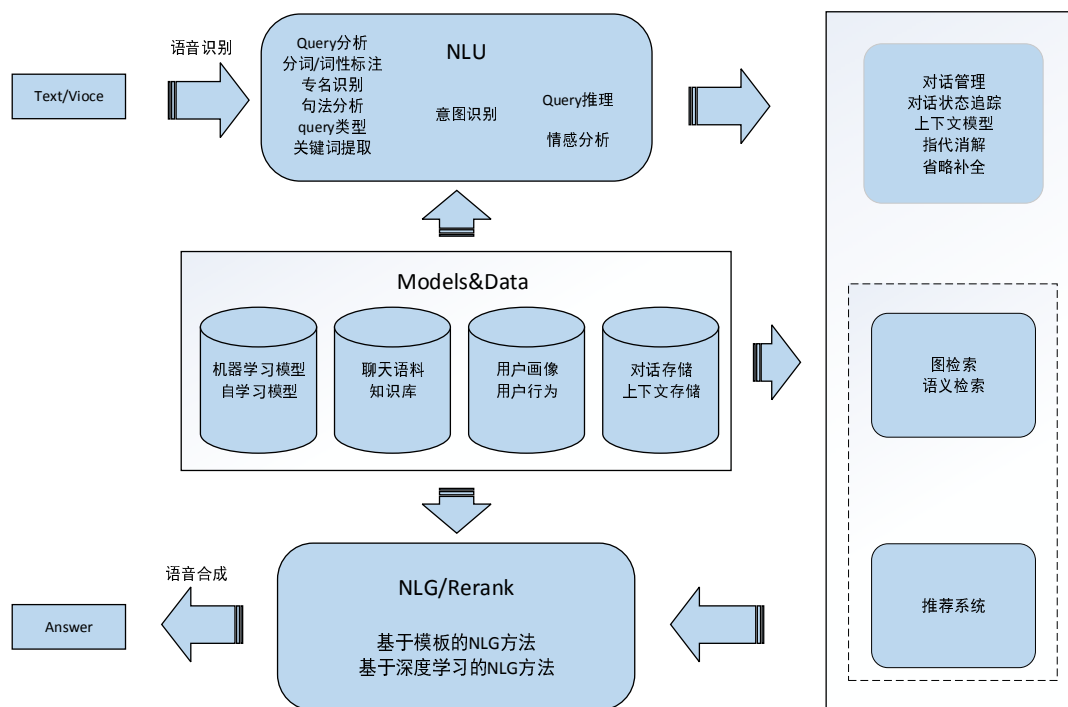 语音识别
Text/Vioce
NLU
Query分析
分词/词性标注
专名识别
句法分析
query类型
关键词提取
意图识别
Query推理
情感分析
对话管理
对话状态追踪
上下文模型
指代消解
省略补全
Models&Data
机器学习模型
自学习模型
聊天语料
知识库
用户画像
用户行为
对话存储
上下文存储
图检索
语义检索
推荐系统
NLG/Rerank
基于模板的NLG方法
基于深度学习的NLG方法
语音合成
Answer